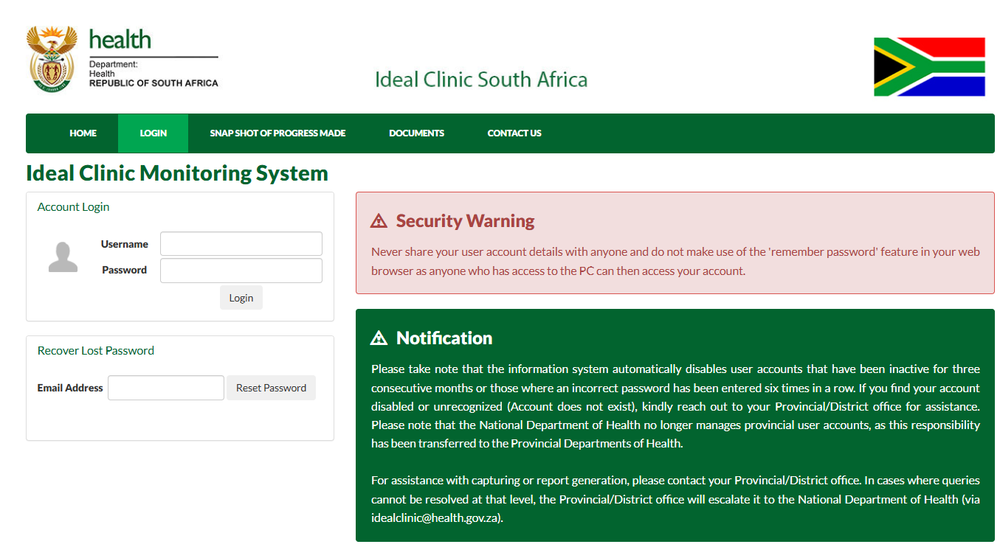 health
Department:
Health
REPUBLIC OF SOUTH AFRICA
Ideal Clinic South Africa
HOME
LOGIN
SNAP SHOT OF PROGRESS MADE
DOCUMENTS
CONTACT US
Ideal Clinic Monitoring System
Account Login
Username
Password
Login
Recover Lost Password
Email Address
Reset Password
Security Warning
Never share your user account details with anyone and do not make use of the 'remember password' feature in your web
browser as anyone who has access to the PC can then access your account.
Notification
Please take note that the information system automatically disables user accounts that have been inactive for three
consecutive months or those where an incorrect password has been entered six times in a row. If you find your account
disabled or unrecognized (Account does not exist), kindly reach out to your Provincial/District office for assistance.
Please note that the National Department of Health no longer manages provincial user accounts, as this responsibility
has been transferred to the Provincial Departments of Health.
For assistance with capturing or report generation, please contact your Provincial/District office. In cases where queries
cannot be resolved at that level, the Provincial/District office will escalate it to the National Department of Health (via
idealclinic@health.gov.za).